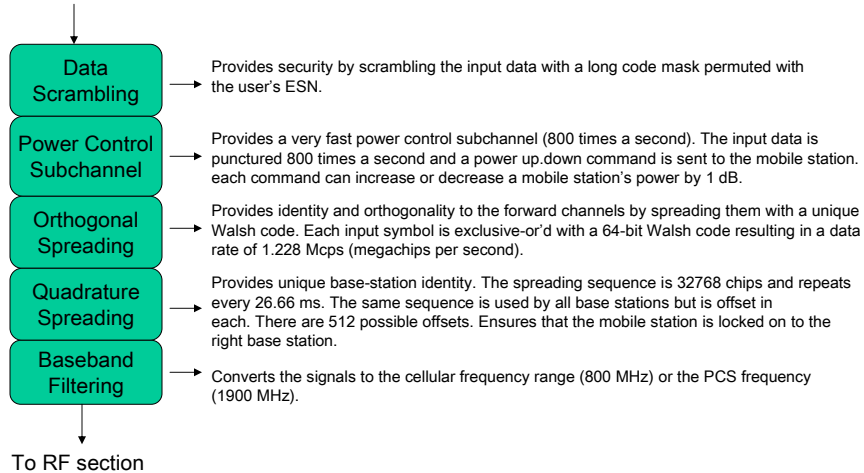 Data
Scrambling
Provides security by scrambling the input data with a long code mask permuted with
the user's ESN.
Power Control
Subchannel
Provides a very fast power control subchannel (800 times a second). The input data is
punctured 800 times a second and a power up.down command is sent to the mobile station.
each command can increase or decrease a mobile station's power by 1 dB.
Orthogonal
Spreading
Provides identity and orthogonality to the forward channels by spreading them with a unique
Walsh code. Each input symbol is exclusive-or'd with a 64-bit Walsh code resulting in a data
rate of 1.228 Mcps (megachips per second).
Quadrature
Spreading
Provides unique base-station identity. The spreading sequence is 32768 chips and repeats
every 26.66 ms. The same sequence is used by all base stations but is offset in
each. There are 512 possible offsets. Ensures that the mobile station is locked on to the
right base station.
Baseband
Filtering
Converts the signals to the cellular frequency range (800 MHz) or the PCS frequency
(1900 MHz).
To RF section